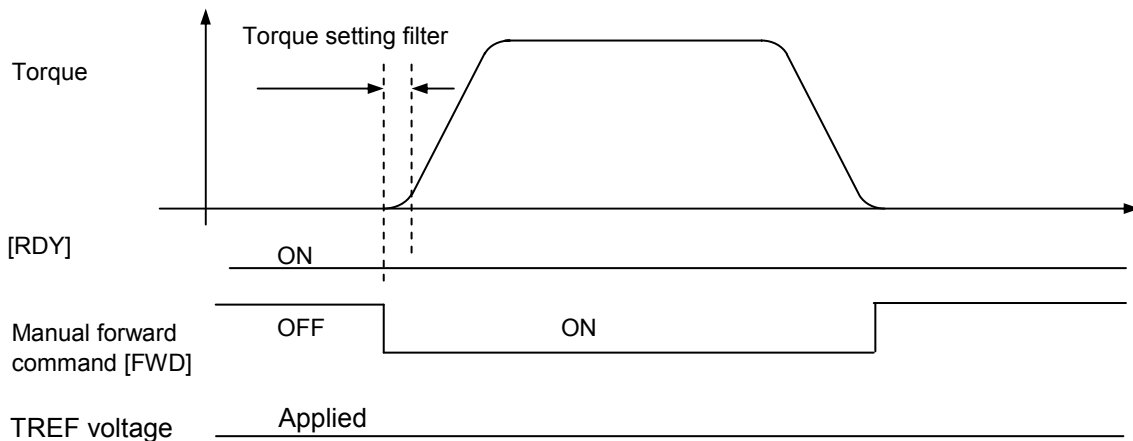 Torque setting filter
Torque
[RDY]
ON
Manual forward
command [FWD]
OFF
ON
TREF voltage
Applied